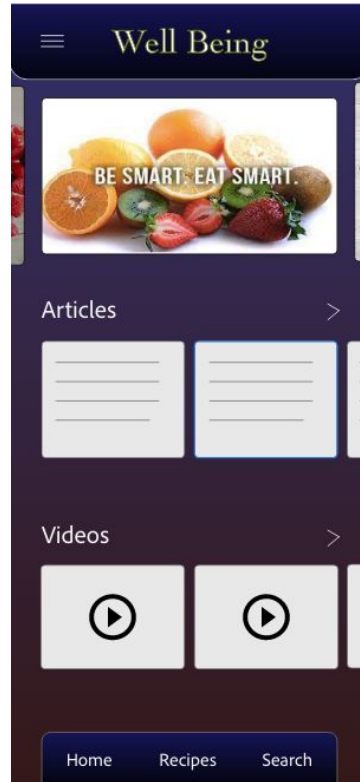 Well Being
BE SMART. EAT SMART.
Articles
Videos
Home Recipes Search